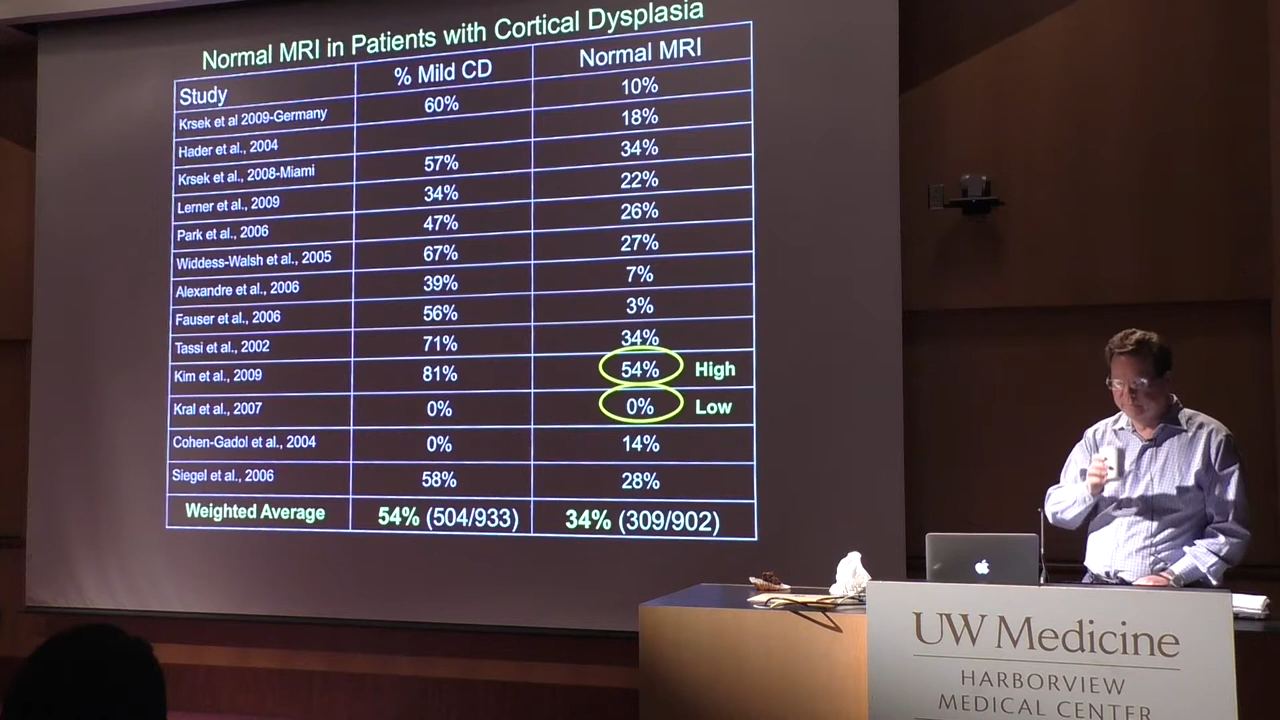 Normal MRI in Patients with Cortical Dysplasia
Study % Mild CD Normal MRI
Krsek et al 2009-Germany 60% 10%
Hader et al., 2004 18%
Krsek et al., 2008-Miami 57% 34%
Lerner et al., 2009 34% 22%
Park et al., 2006 47% 26%
Widdess-Walsh et al., 2005 67% 27%
Alexandre et al., 2006 39% 7%
Fauser et al., 2006 56% 3%
Tassi et al., 2002 71% 34%
Kim et al., 2009 81% 54% High
Kral et al., 2007 0% 0% Low
Cohen-Gadol et al., 2004 0% 14%
Siegel et al., 2006 58% 28%
Weighted Average 54% (504/933) 34% (309/902)
UW Medicine
HARBORVIEW
MEDICAL CENTER